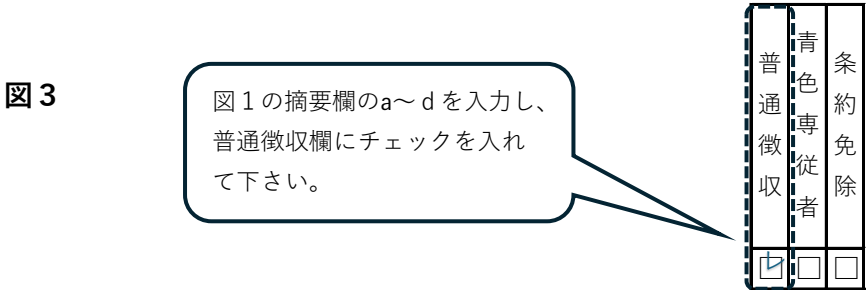 図３
図１の摘要欄のa～ｄを入力し、
普通徴収欄にチェックを入れ
て下さい。
普通徴収
青色専従者
条約免除